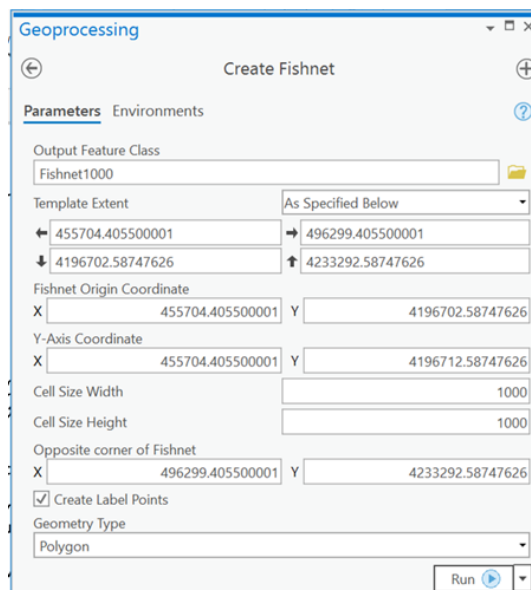 Geoprocessing
Create Fishnet
Parameters Environments
Output Feature Class
Fishnet1000
Template Extent As Specified Below
455704.405500001 496299.405500001
4196702.58747626 4233292.58747626
Fishnet Origin Coordinate
X 455704.405500001 Y 4196702.58747626
Y-Axis Coordinate
X 455704.405500001 Y 4196712.58747626
Cell Size Width 1000
Cell Size Height 1000
Opposite corner of Fishnet
X 496299.405500001 Y 4233292.58747626
Create Label Points
Geometry Type
Polygon
Run